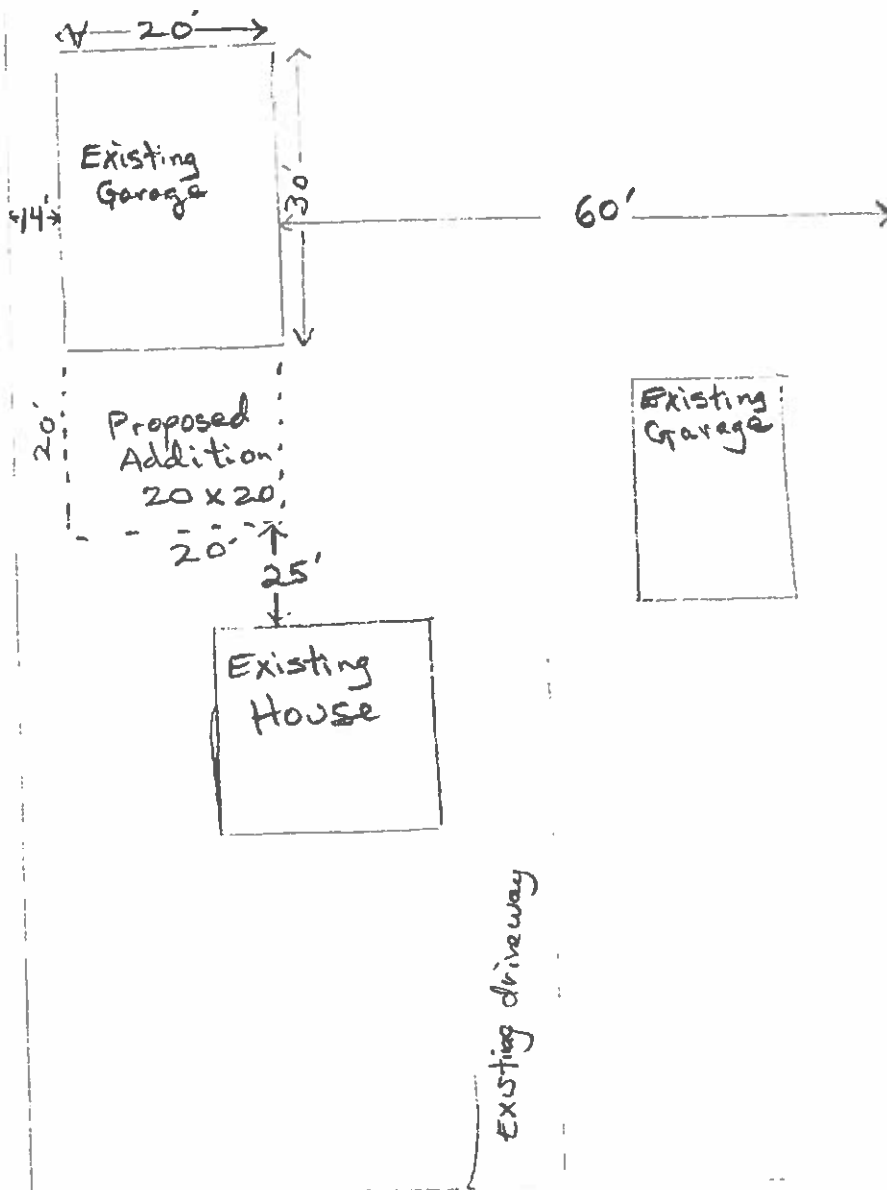 20'
Existing
Garage
14'
30'
60'
20'
Proposed
Addition
20 x 20
20'
25'
Existing
Garage
Existing
House
Existing driveway